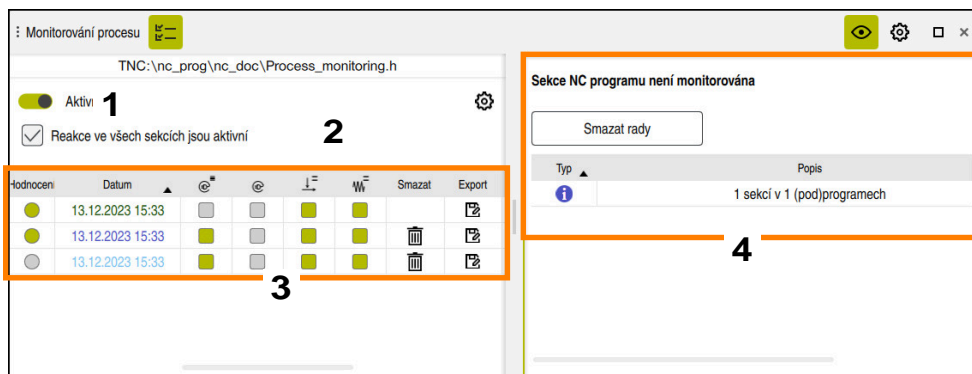 Monitorování procesu
TNC:\nc_prog\nc_doc\Process_monitoring.h
Aktivi
1
Reakce ve všech sekcích jsou aktivní
2
Hodnocení Datum Smazat Export
13.12.2023 15:33
13.12.2023 15:33
13.12.2023 15:33
3
Sekce NC programu není monitorována
Smazat rady
Typ Popis
1 sekcí v 1 (pod)programech
4